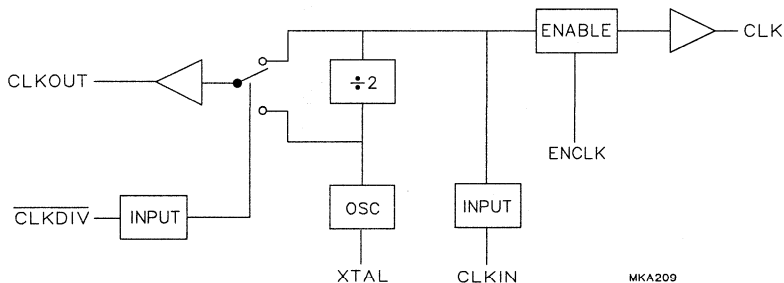 ENABLE
CLK
CLKOUT
÷2
ENCLK
CLKDIV
INPUT
OSC
INPUT
XTAL
CLKIN
MKA209